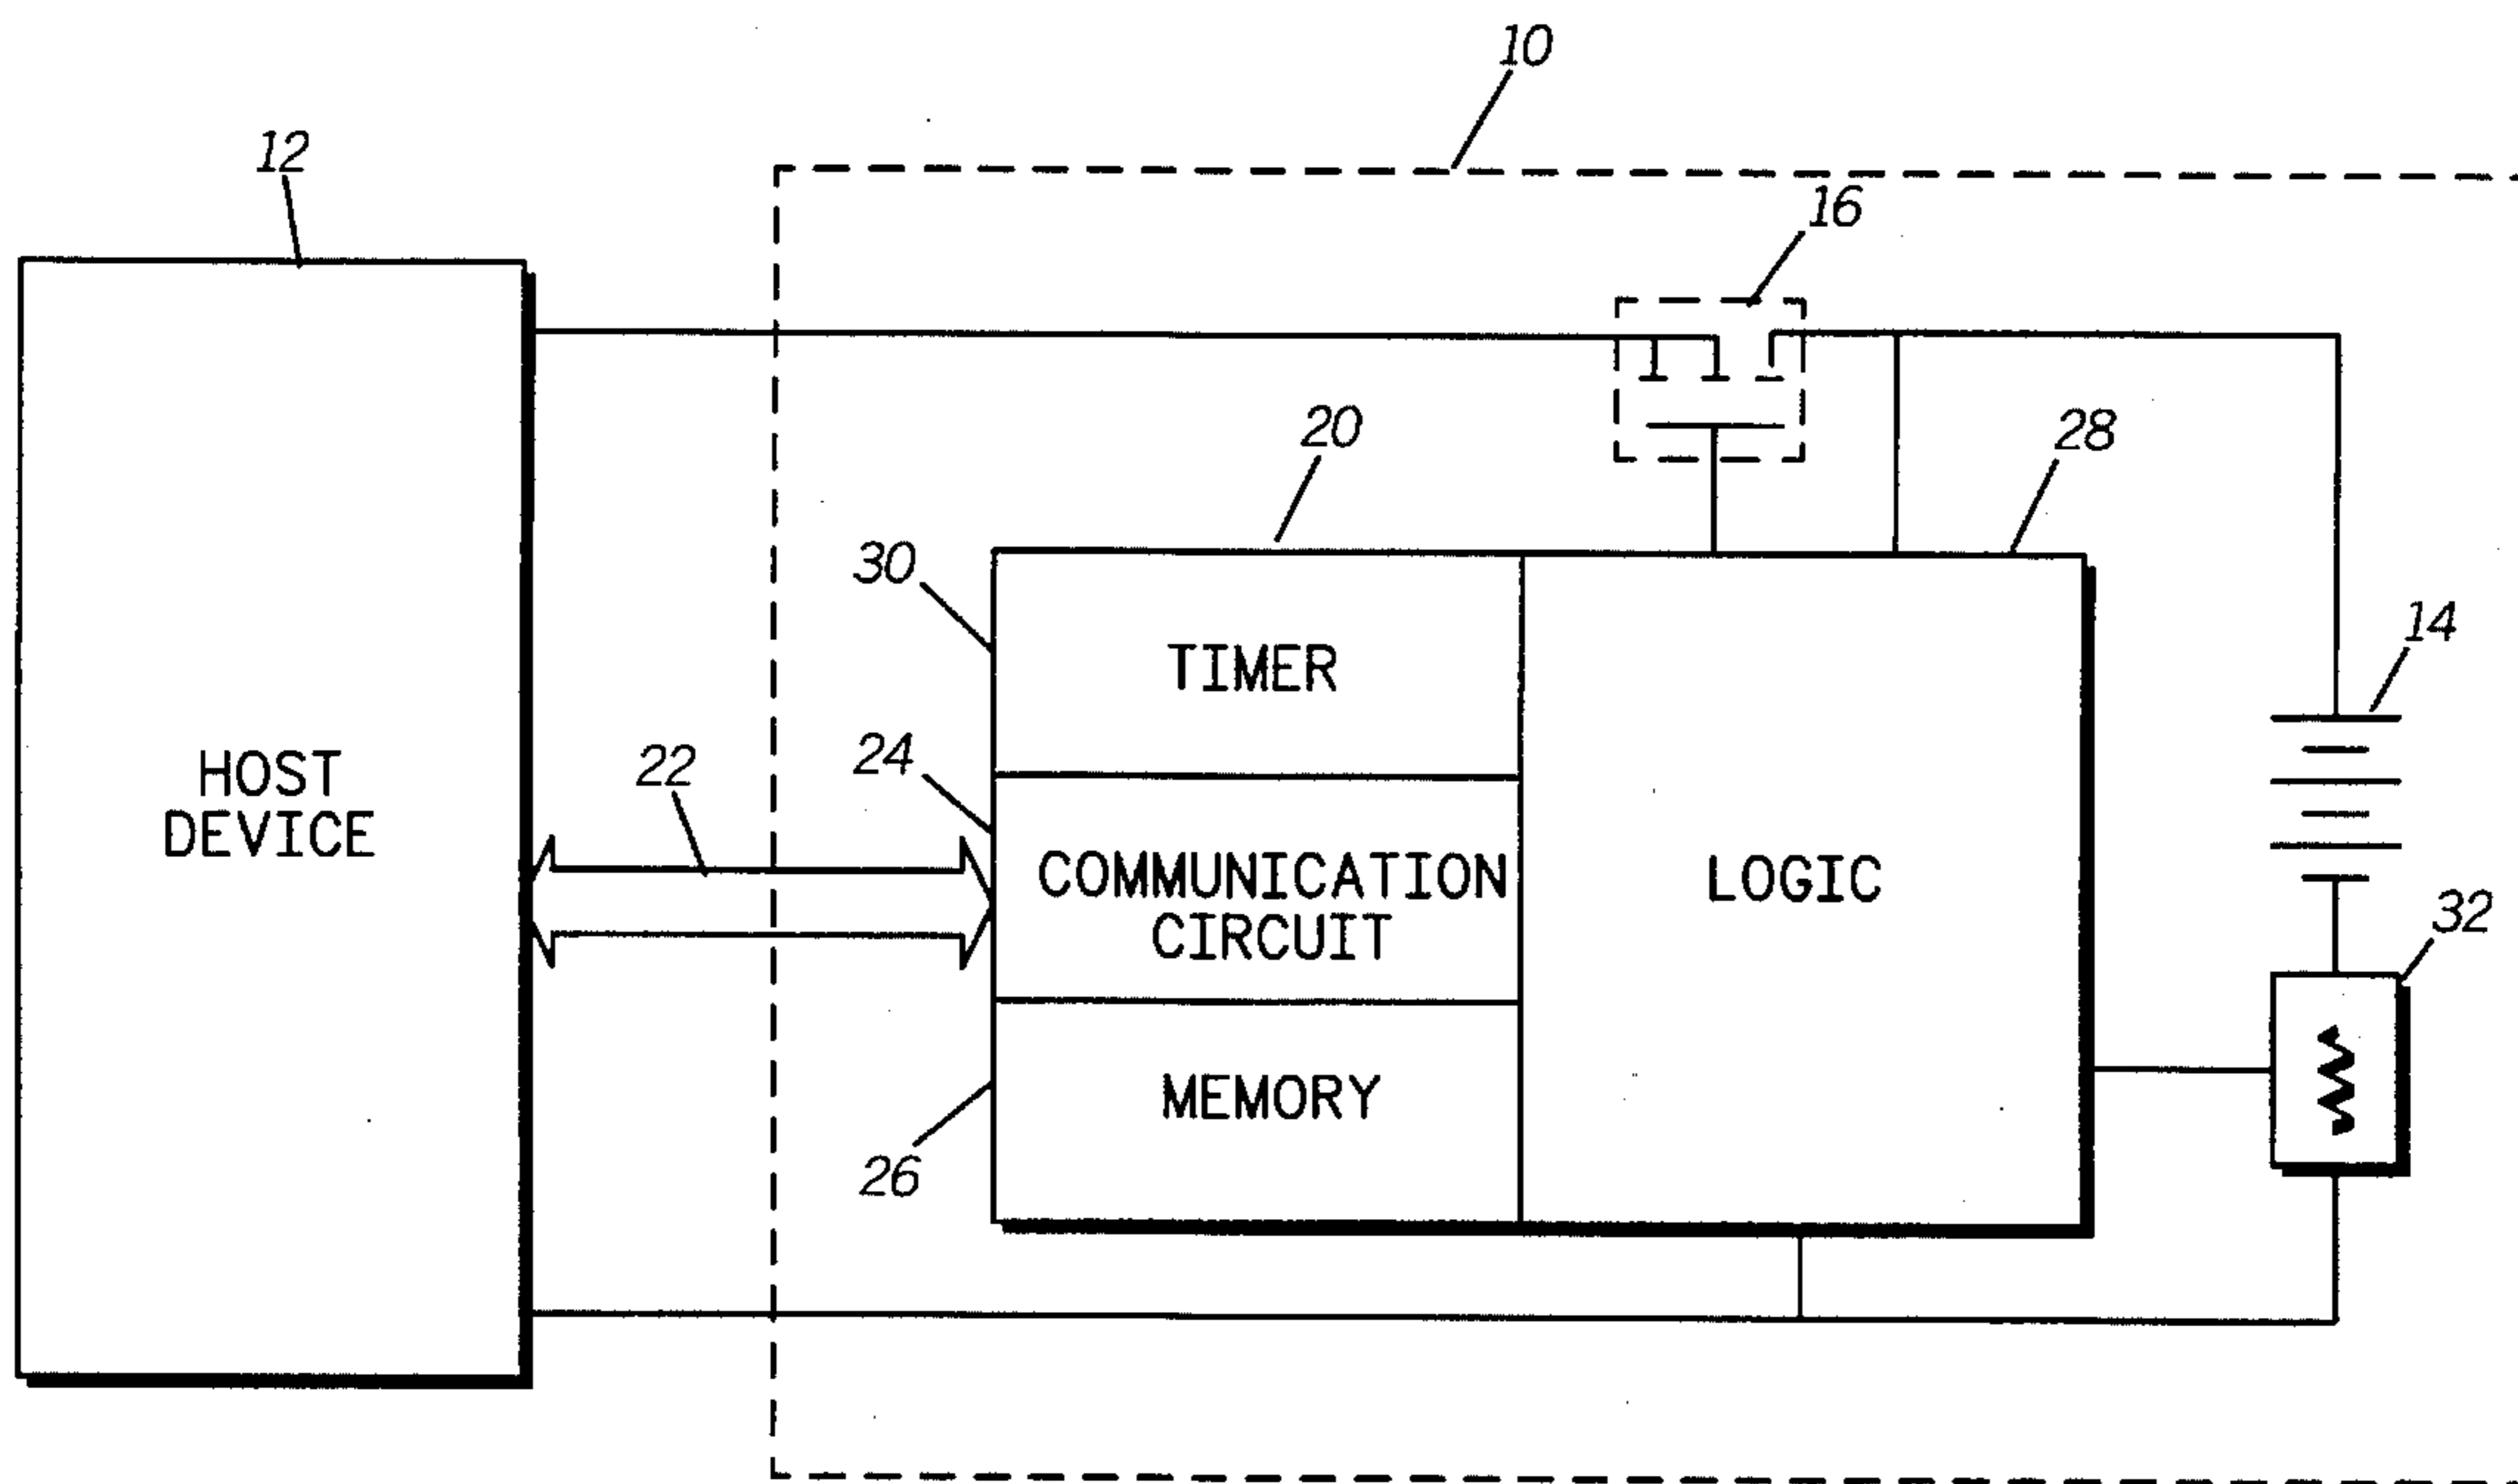 10
12
16
20
28
30
TIMER
14
24
22
HOST
DEVICE
COMMUNICATION
CIRCUIT
LOGIC
32
MEMORY
26